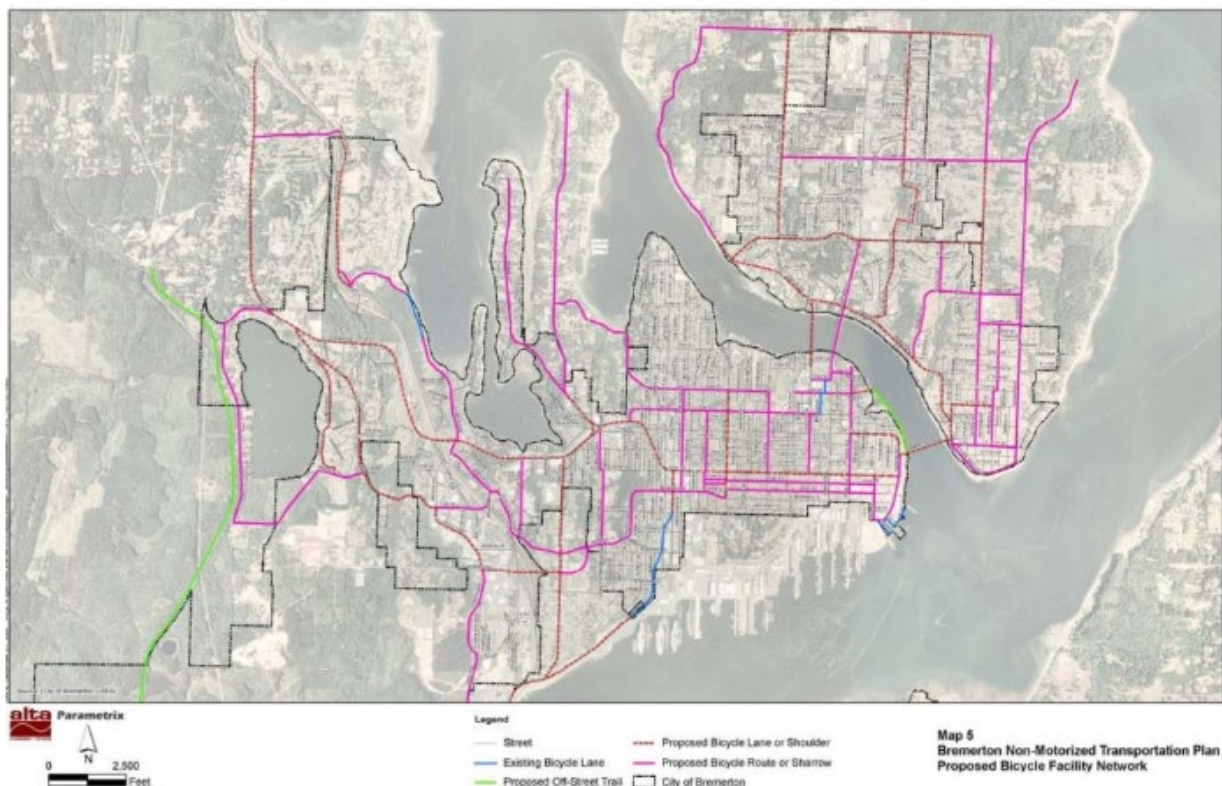 alta
Parametrix
N
0 2,500
Feet
Legend
Street
Existing Bicycle Lane
Proposed Off-Street Trail
Proposed Bicycle Lane or Shoulder
Proposed Bicycle Route or Sharrow
City of Bremerton
Map 5
Bremerton Non-Motorized Transportation Plan
Proposed Bicycle Facility Network